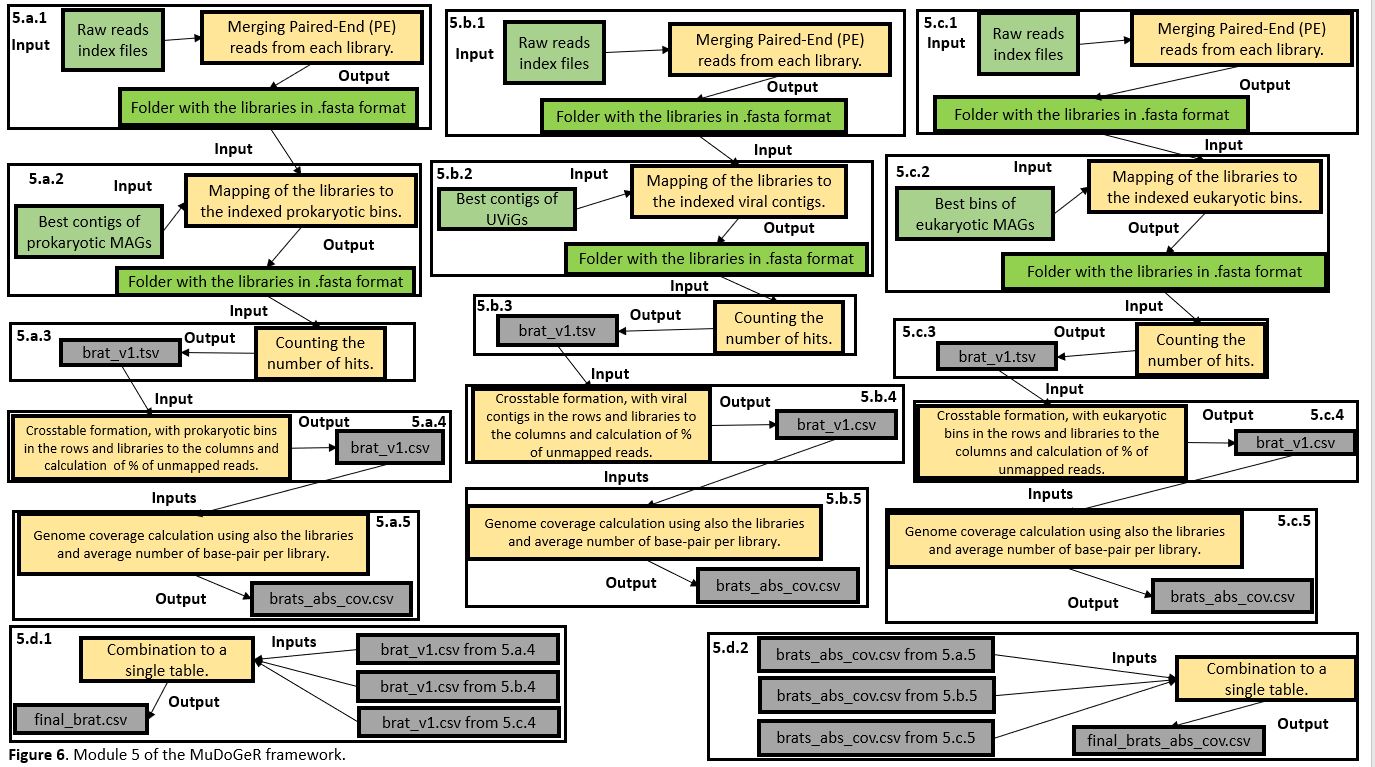 5.a.1
Input
Raw reads
index files
Merging Paired-End (PE)
reads from each library.
Output
Folder with the libraries in .fasta format
Input
5.a.2
Input
Best contigs of
prokaryotic MAGs
Mapping of the libraries to
the indexed prokaryotic bins.
Output
Folder with the libraries in .fasta format
Input
5.a.3
brat_v1.tsv
Output
Counting the
number of hits.
Input
Crosstable formation, with prokaryotic bins
in the rows and libraries to the columns and
calculation of % of unmapped reads.
Output
5.a.4
brat_v1.csv
Inputs
5.a.5
Genome coverage calculation using also the libraries
and average number of base-pair per library.
Output
brats_abs_cov.csv
5.b.1
Input
Raw reads
index files
Merging Paired-End (PE)
reads from each library.
Output
Folder with the libraries in .fasta format
Input
5.b.2
Input
Best contigs of
UViGs
Mapping of the libraries to
the indexed viral contigs.
Output
Folder with the libraries in .fasta format
Input
5.b.3
brat_v1.tsv
Output
Counting the
number of hits.
Input
Crosstable formation, with viral
contigs in the rows and libraries to
the columns and calculation of %
of unmapped reads.
Output
5.b.4
brat_v1.csv
Inputs
5.b.5
Genome coverage calculation using also the libraries
and average number of base-pair per library.
Output
brats_abs_cov.csv
5.c.1
Input
Raw reads
index files
Merging Paired-End (PE)
reads from each library.
Output
Folder with the libraries in .fasta format
Input
5.c.2
Input
Best bins of
eukaryotic MAGs
Mapping of the libraries to
the indexed eukaryotic bins.
Output
Folder with the libraries in .fasta format
Input
5.c.3
brat_v1.tsv
Output
Counting the
number of hits.
Input
Crosstable formation, with eukaryotic
bins in the rows and libraries to the
columns and calculation of % of
unmapped reads.
Output
5.c.4
brat_v1.csv
Inputs
5.c.5
Genome coverage calculation using also the libraries
and average number of base-pair per library.
Output
brats_abs_cov.csv
5.d.1
Combination to a
single table.
Inputs
brat_v1.csv from 5.a.4
brat_v1.csv from 5.b.4
brat_v1.csv from 5.c.4
Output
final_brat.csv
5.d.2
brats_abs_cov.csv from 5.a.5
brats_abs_cov.csv from 5.b.5
brats_abs_cov.csv from 5.c.5
Inputs
Combination to a
single table.
Output
final_brats_abs_cov.csv
Figure 6. Module 5 of the MuDoGeR framework.